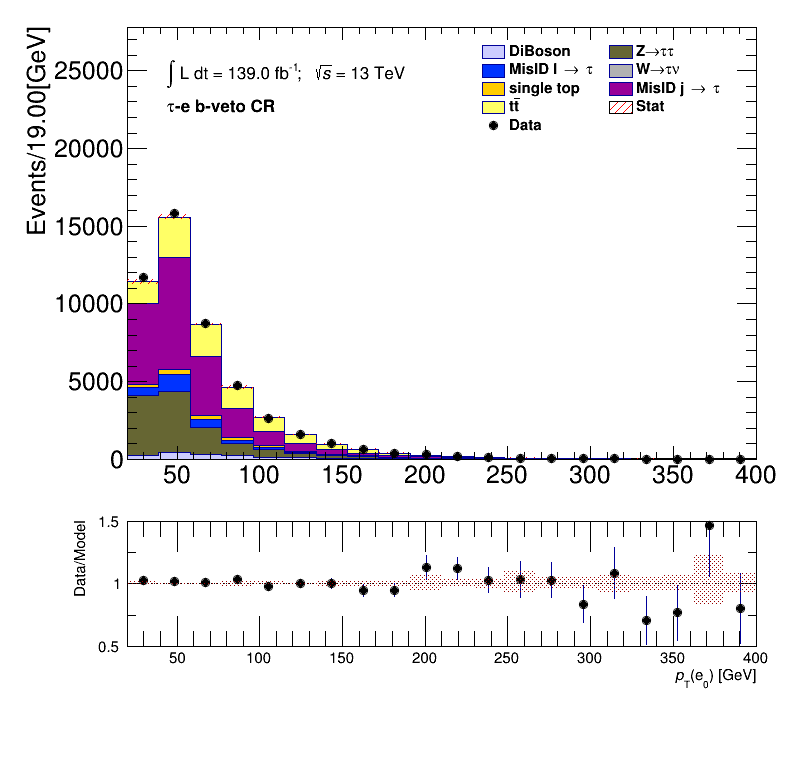 Events/19.00[GeV]
25000
20000
15000
10000
5000
0
∫ L dt = 139.0 fb⁻¹; √s = 13 TeV
τ-e b-veto CR
DiBoson
MisID l → τ
single top
tt̄
Data
Z→ττ
W→τν
MisID j → τ
Stat
50 100 150 200 250 300 350 400
Data/Model
1.5
1
0.5
50 100 150 200 250 300 350 400
p_T(e_0) [GeV]